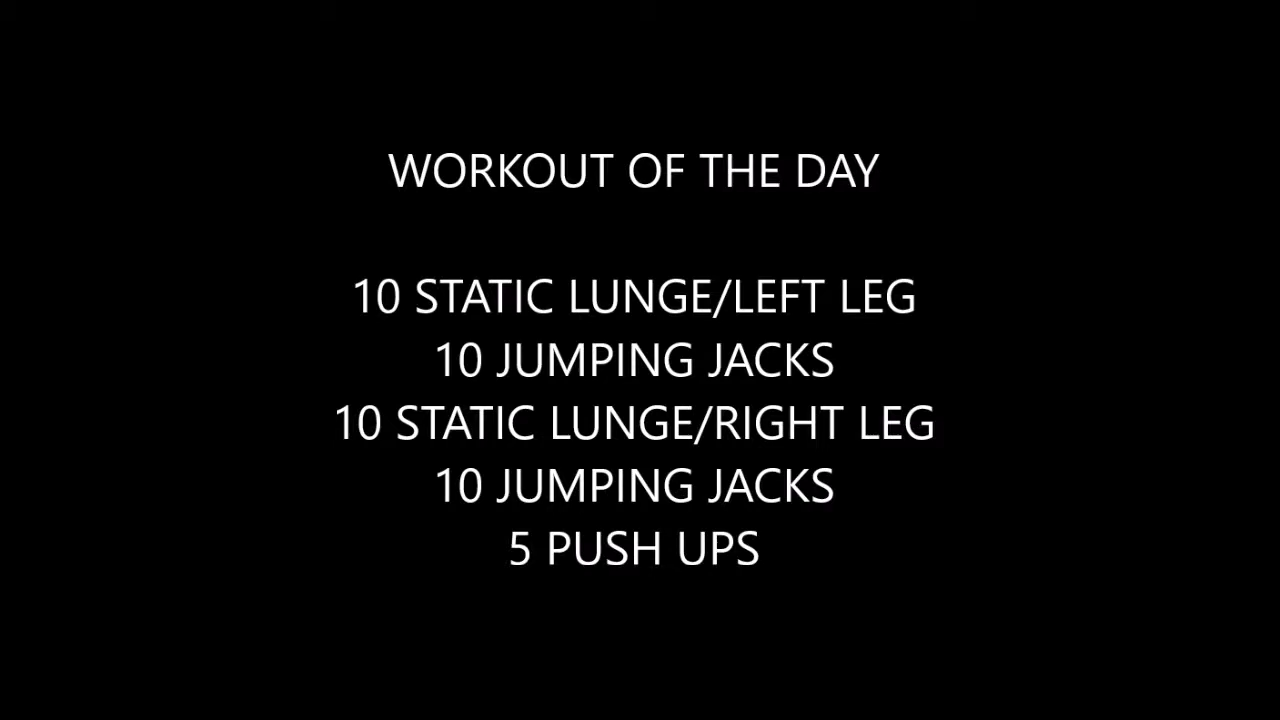 WORKOUT OF THE DAY
10 STATIC LUNGE/LEFT LEG
10 JUMPING JACKS
10 STATIC LUNGE/RIGHT LEG
10 JUMPING JACKS
5 PUSH UPS